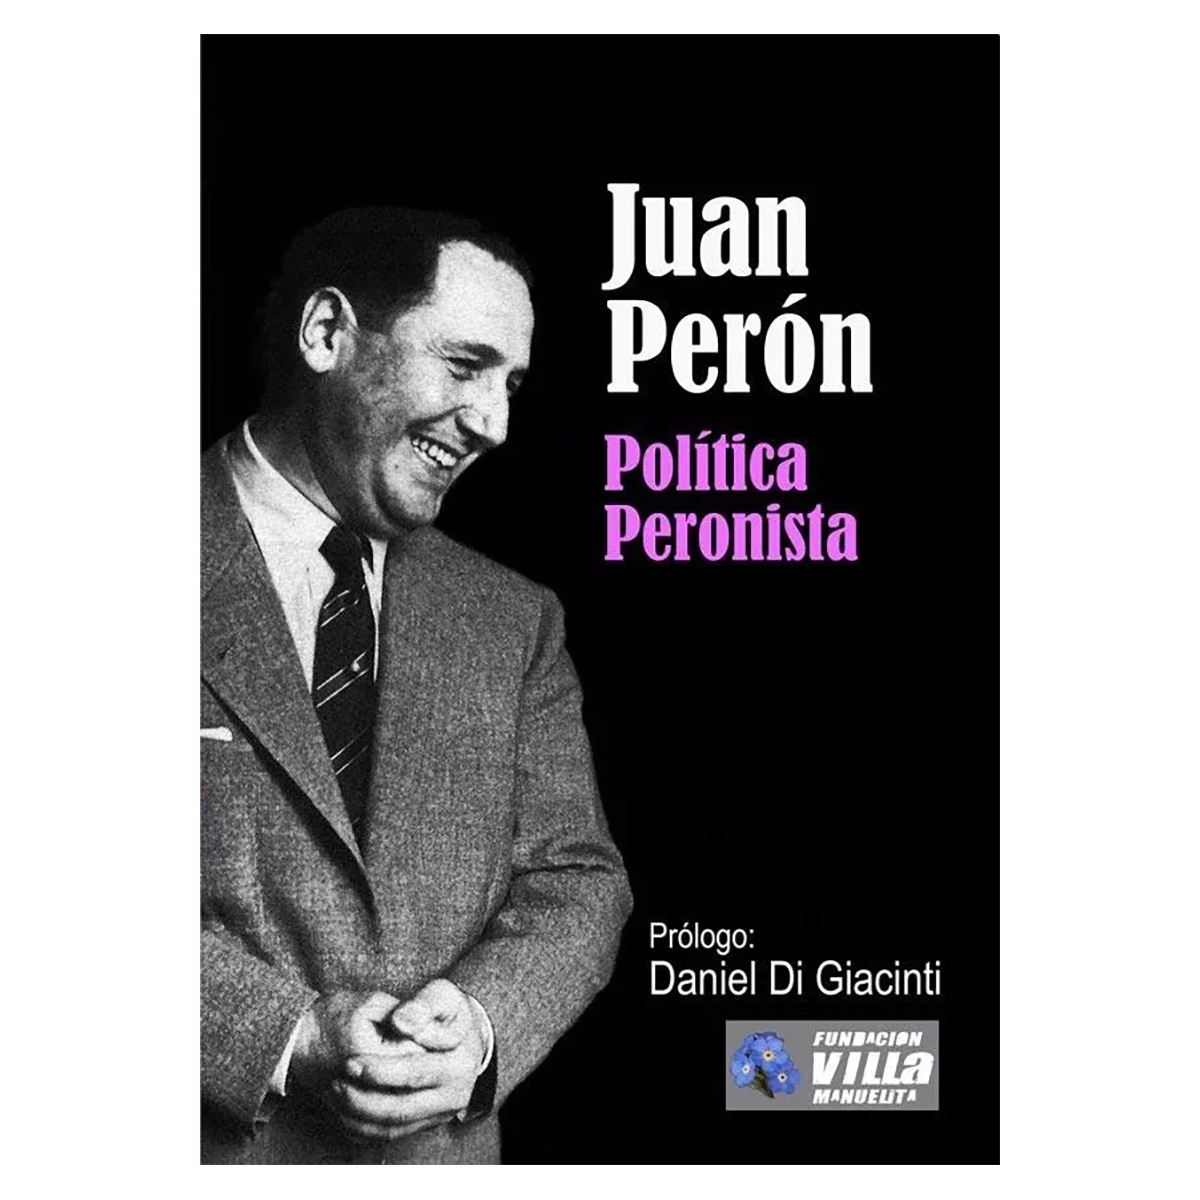 Juan
Perón
Política
Peronista
Prólogo:
Daniel Di Giacinti
FUNDACION
VILLa
MANUELITA